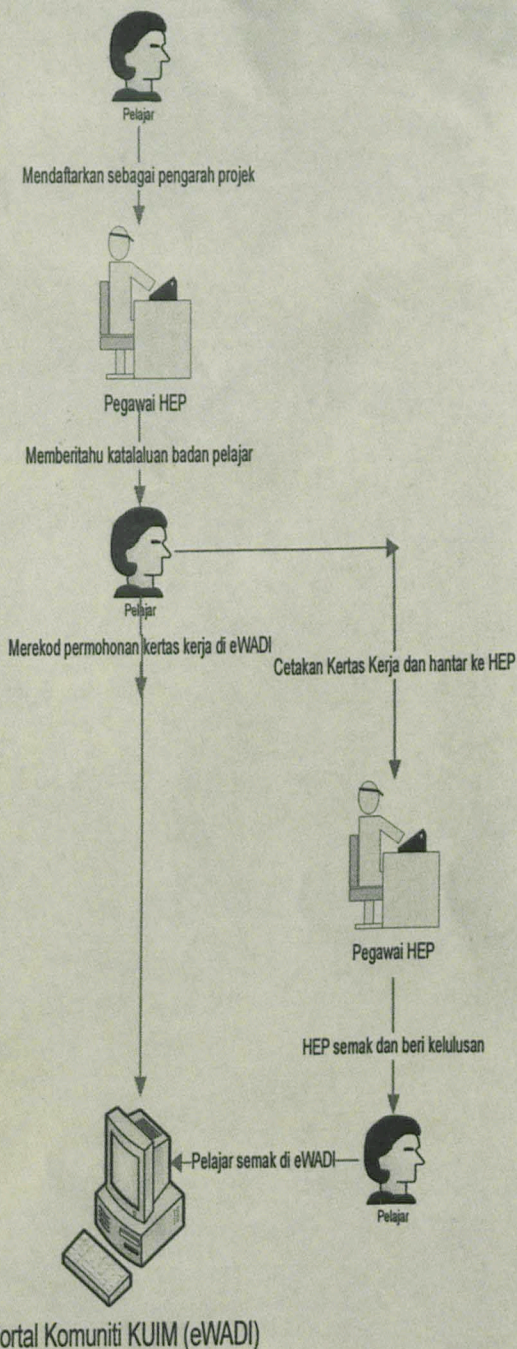 Pelajar
Mendaftarkan sebagai pengarah projek
Pegawai HEP
Memberitahu katalaluan badan pelajar
Pelajar
Merekod permohonan kertas kerja di eWADI
Cetakan Kertas Kerja dan hantar ke HEP
Pegawai HEP
HEP semak dan beri kelulusan
Pelajar semak di eWADI
Pelajar
ortal Komuniti KUIM (eWADI)